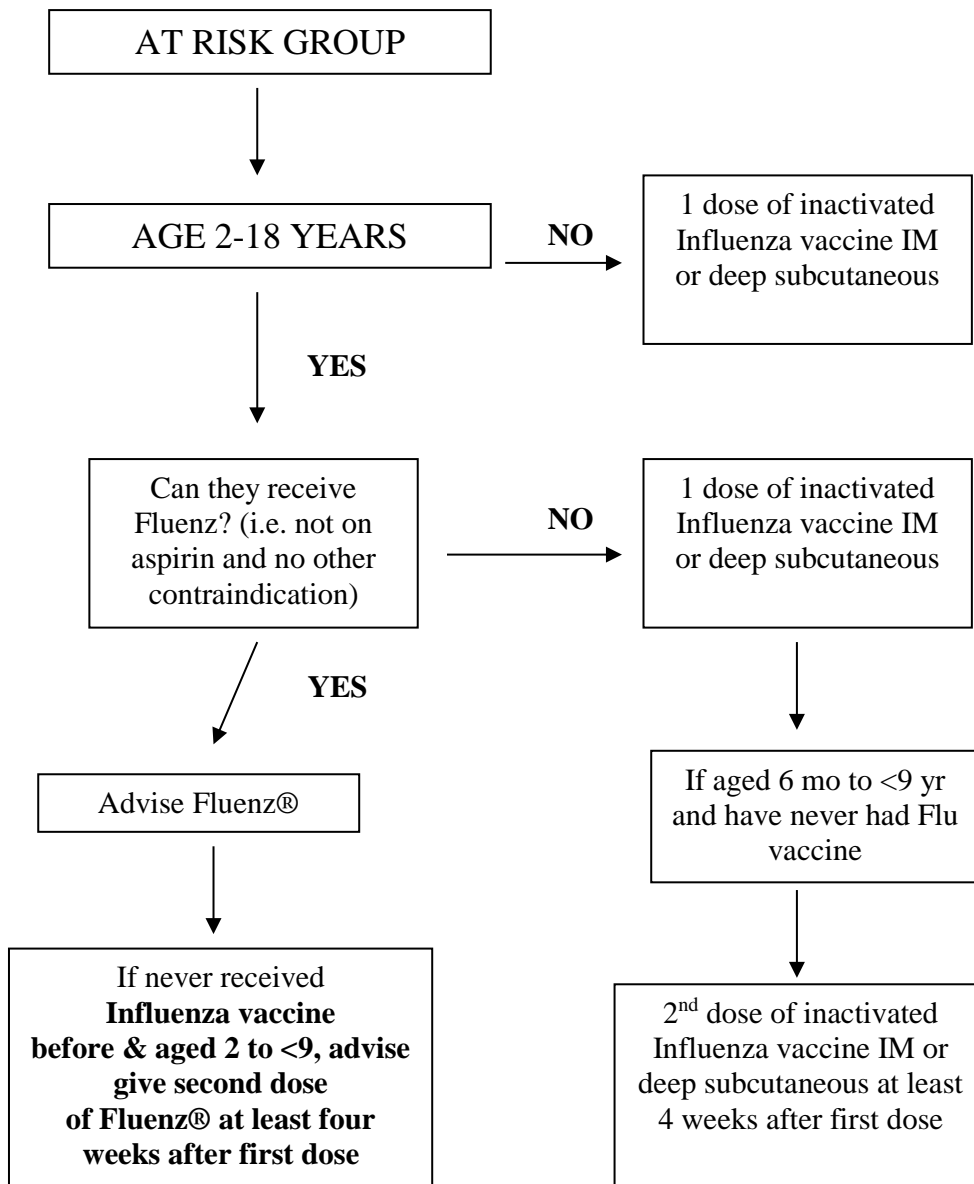 AT RISK GROUP
AGE 2-18 YEARS
NO
1 dose of inactivated
Influenza vaccine IM
or deep subcutaneous
YES
Can they receive
Fluenz? (i.e. not on
aspirin and no other
contraindication)
NO
1 dose of inactivated
Influenza vaccine IM
or deep subcutaneous
YES
Advise Fluenz®
If aged 6 mo to <9 yr
and have never had Flu
vaccine
If never received
Influenza vaccine
before & aged 2 to <9, advise
give second dose
of Fluenz® at least four
weeks after first dose
2nd dose of inactivated
Influenza vaccine IM or
deep subcutaneous at least
4 weeks after first dose